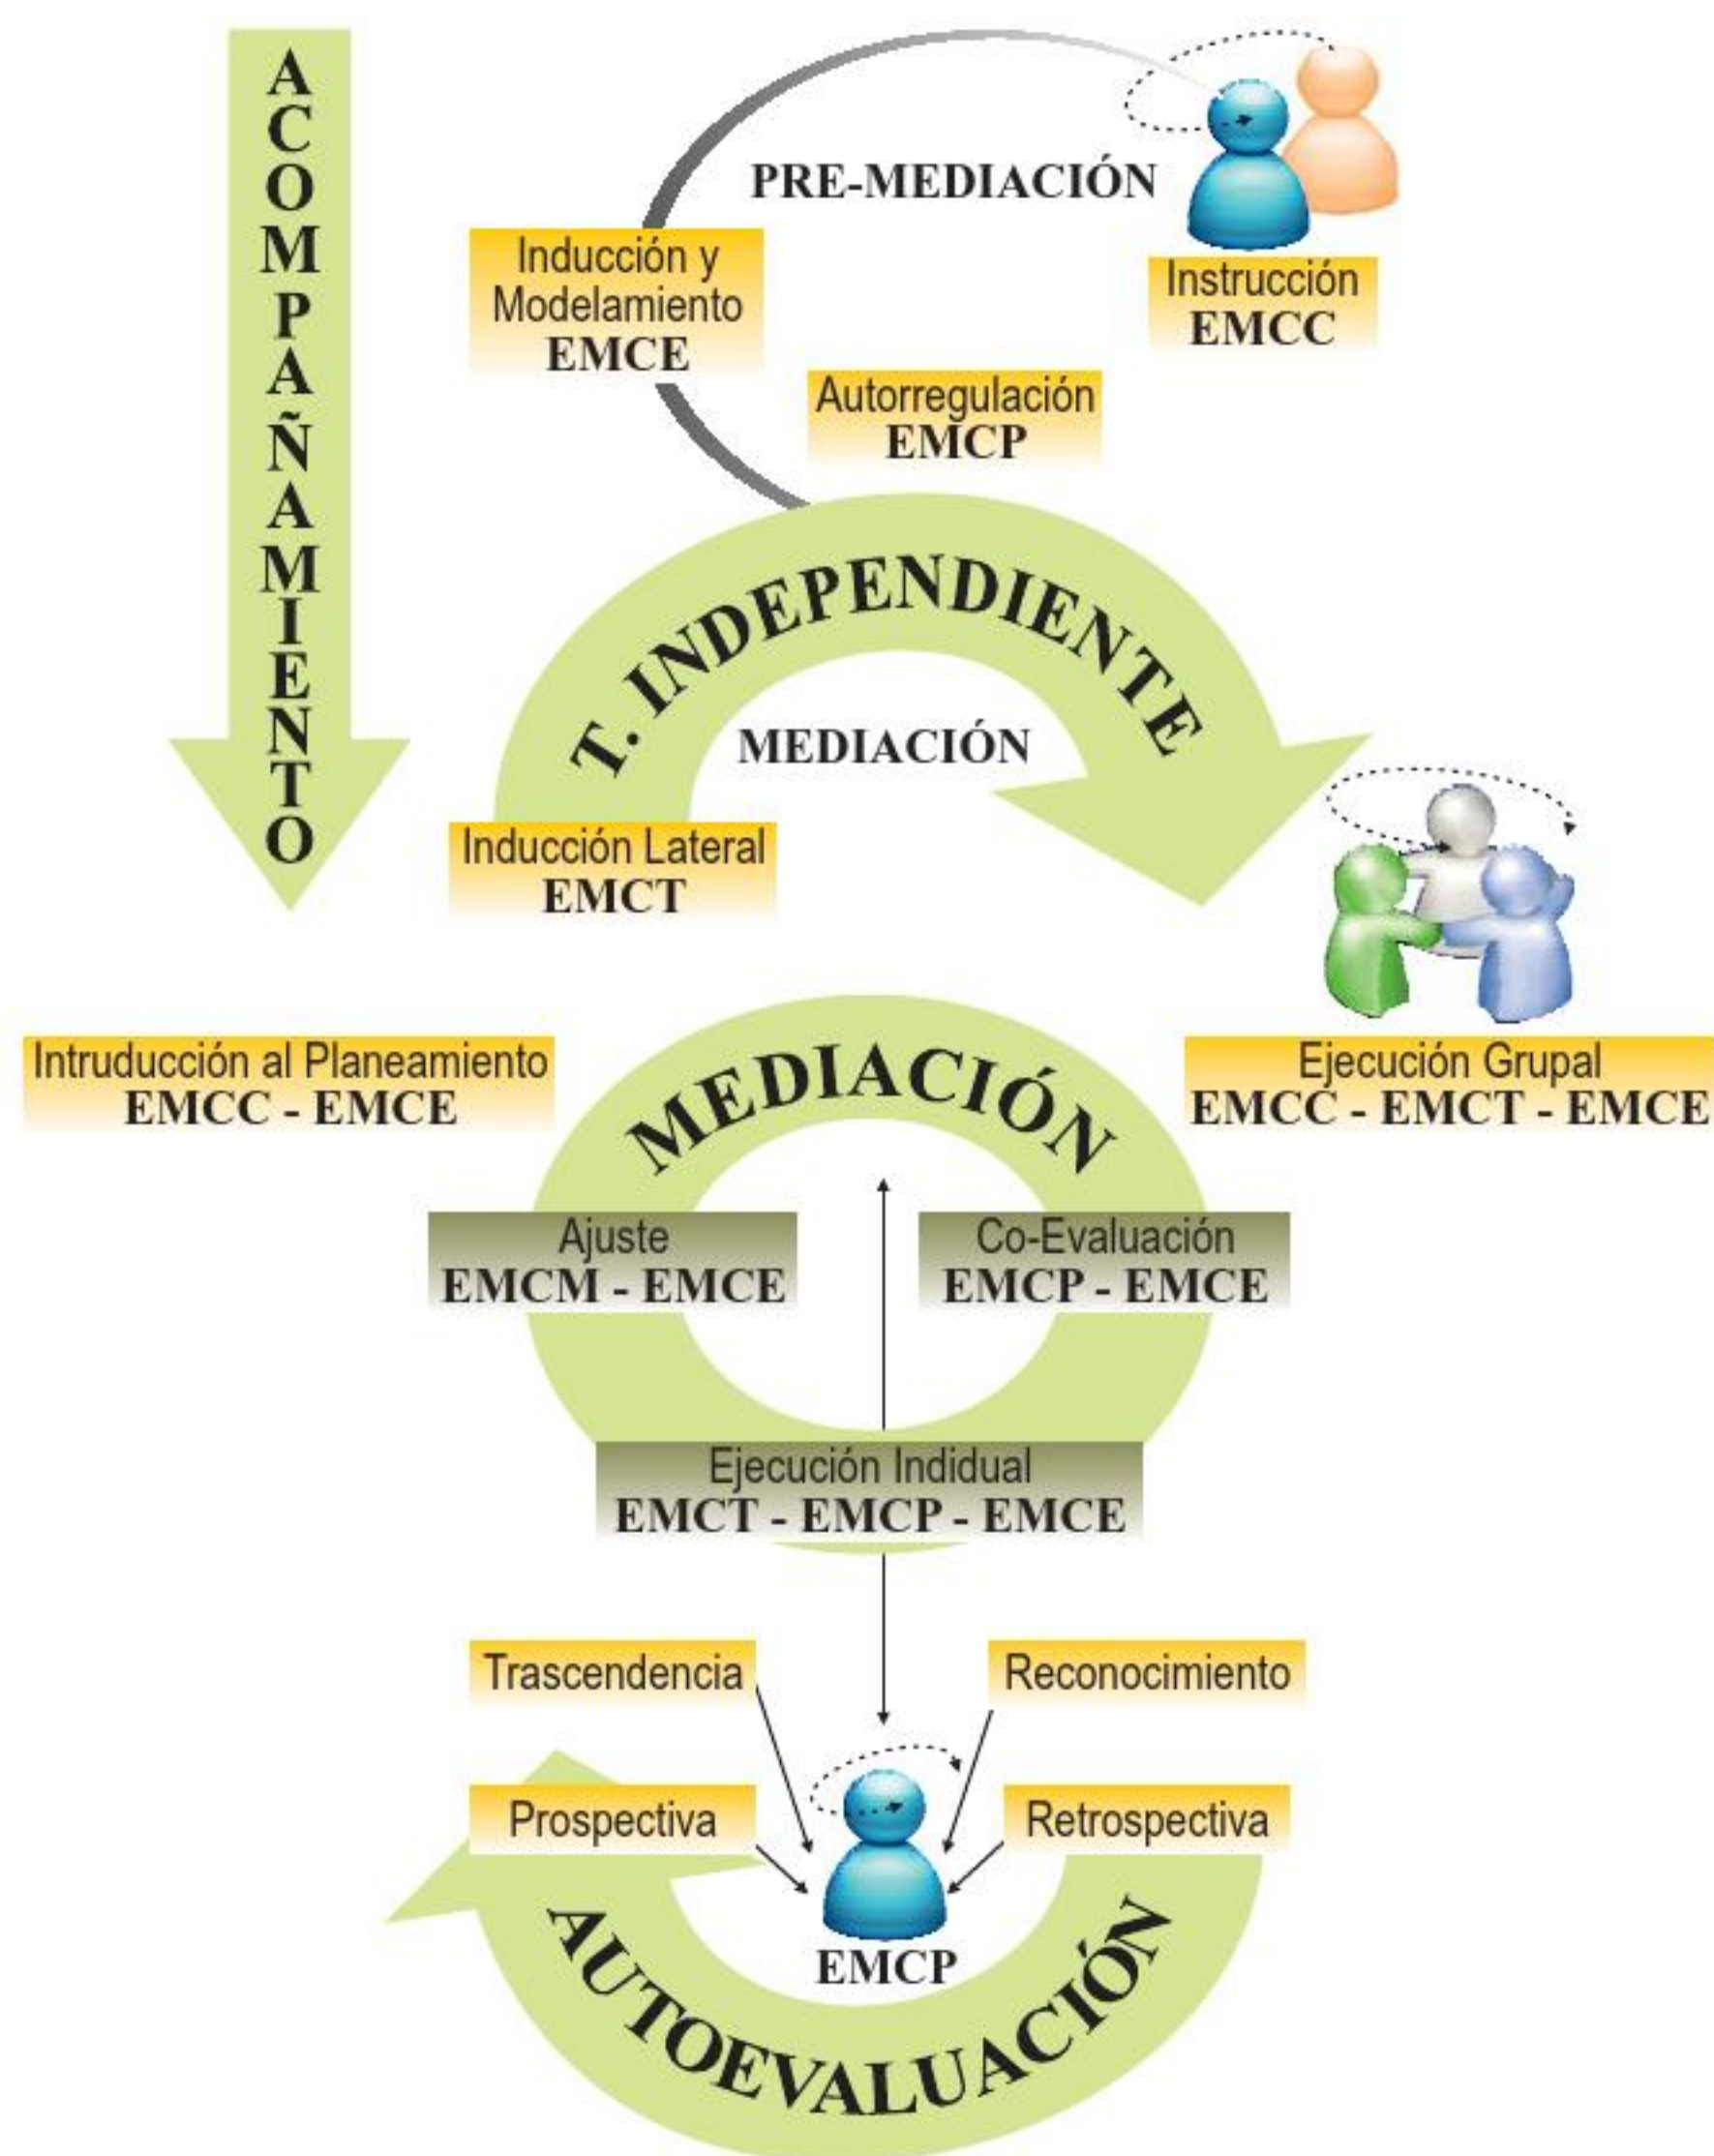 ACOMPAÑAMIENTO
PRE-MEDIACIÓN
Inducción y
Modelamiento
EMCE
Instrucción
EMCC
Autorregulación
EMCP
T. INDEPENDIENTE
MEDIACIÓN
Inducción Lateral
EMCT
Intruducción al Planeamiento
EMCC - EMCE
Ejecución Grupal
EMCC - EMCT - EMCE
MEDIACIÓN
Ajuste
EMCM - EMCE
Co-Evaluación
EMCP - EMCE
Ejecución Indidual
EMCT - EMCP - EMCE
Trascendencia
Reconocimiento
Prospectiva
Retrospectiva
EMCP
AUTOEVALUACIÓN